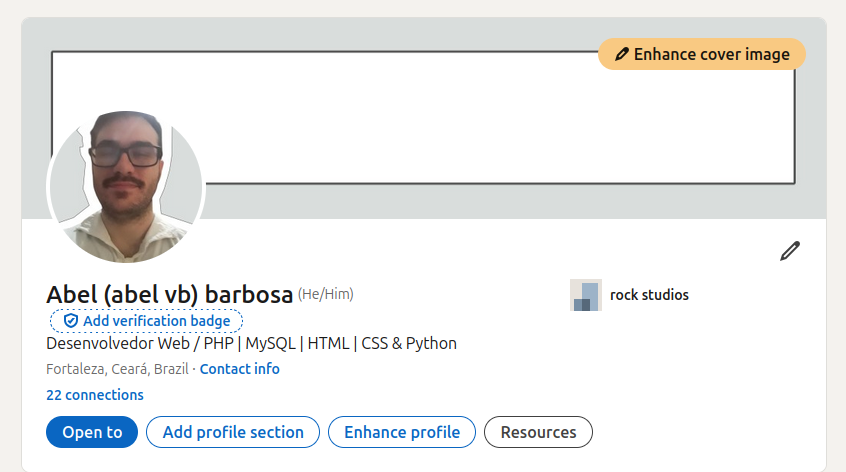 Enhance cover image
Abel (abel vb) barbosa (He/Him)
rock studios
Add verification badge
Desenvolvedor Web / PHP | MySQL | HTML | CSS & Python
Fortaleza, Ceará, Brazil · Contact info
22 connections
Open to
Add profile section
Enhance profile
Resources